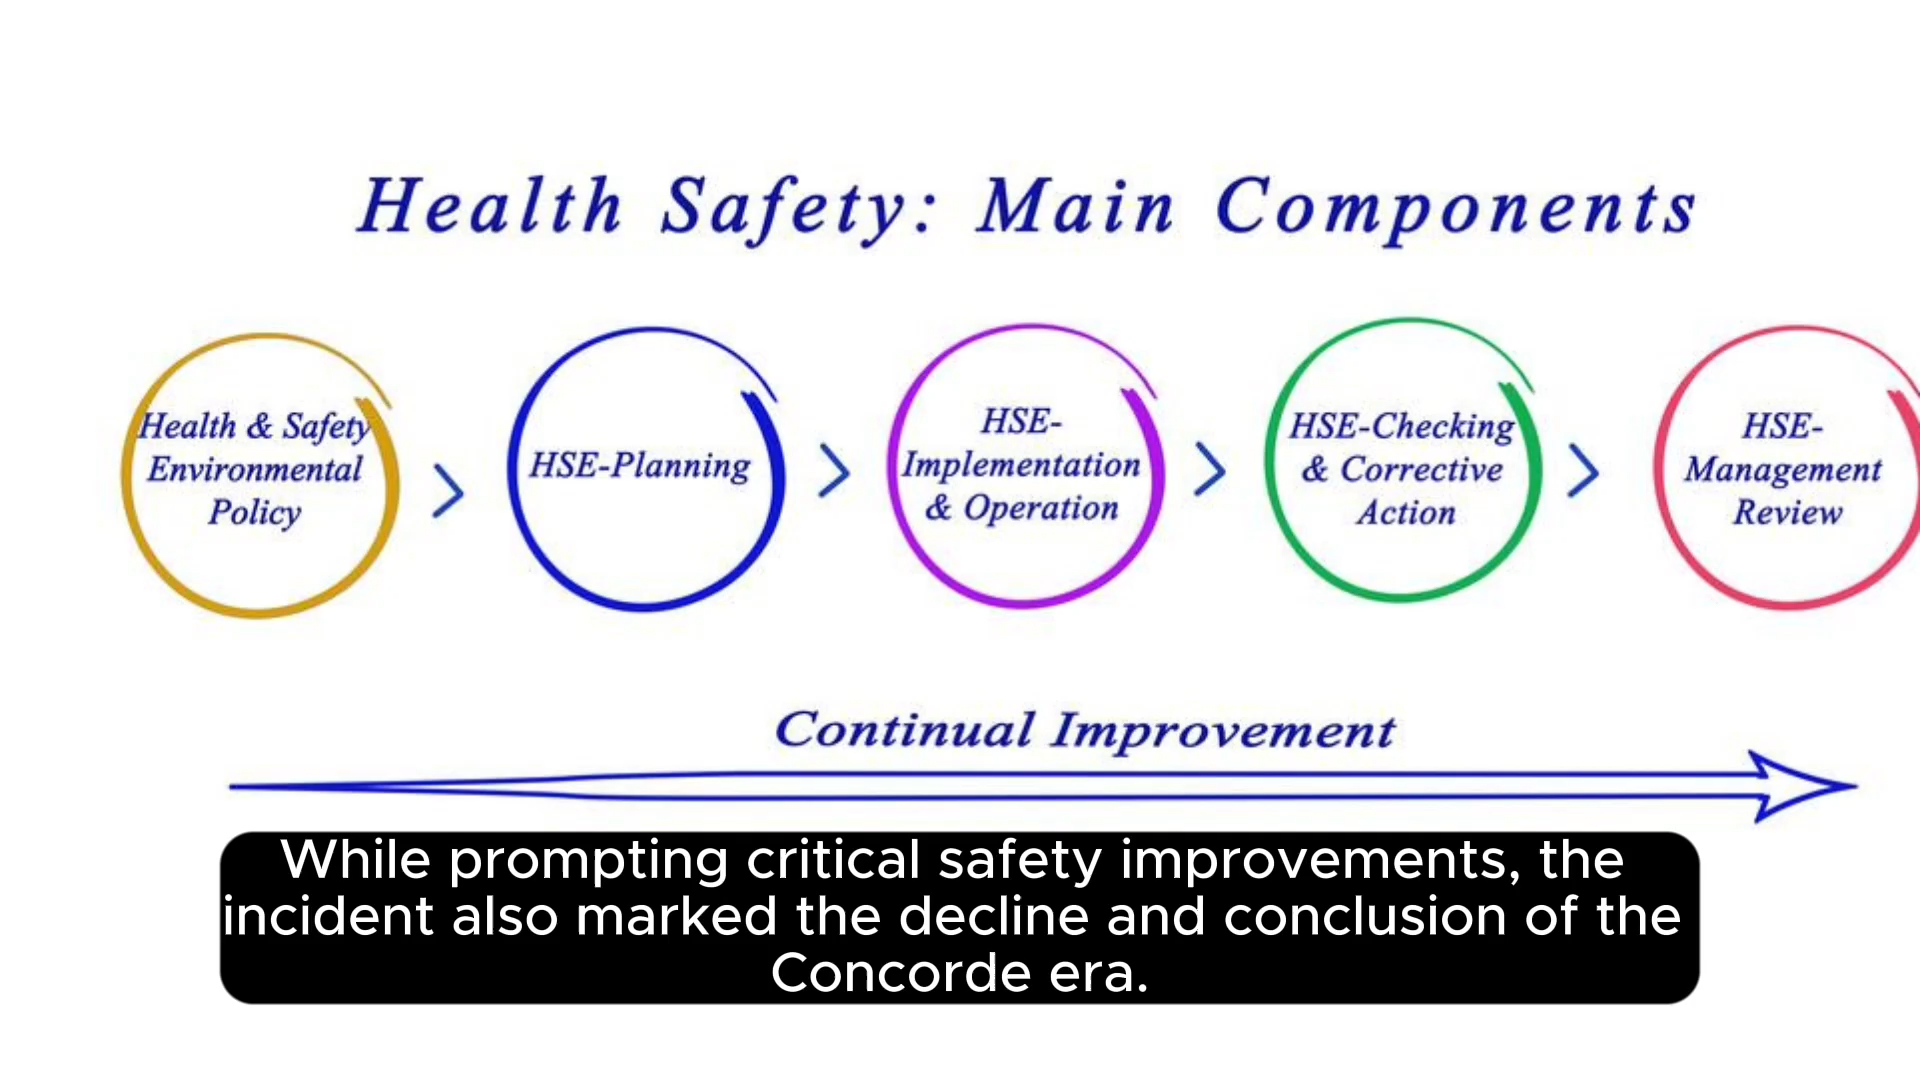 Health Safety: Main Components
Health & Safety
Environmental
Policy
HSE-Planning
HSE-
Implementation
& Operation
HSE-Checking
& Corrective
Action
HSE-
Management
Review
Continual Improvement
While prompting critical safety improvements, the
incident also marked the decline and conclusion of the
Concorde era.